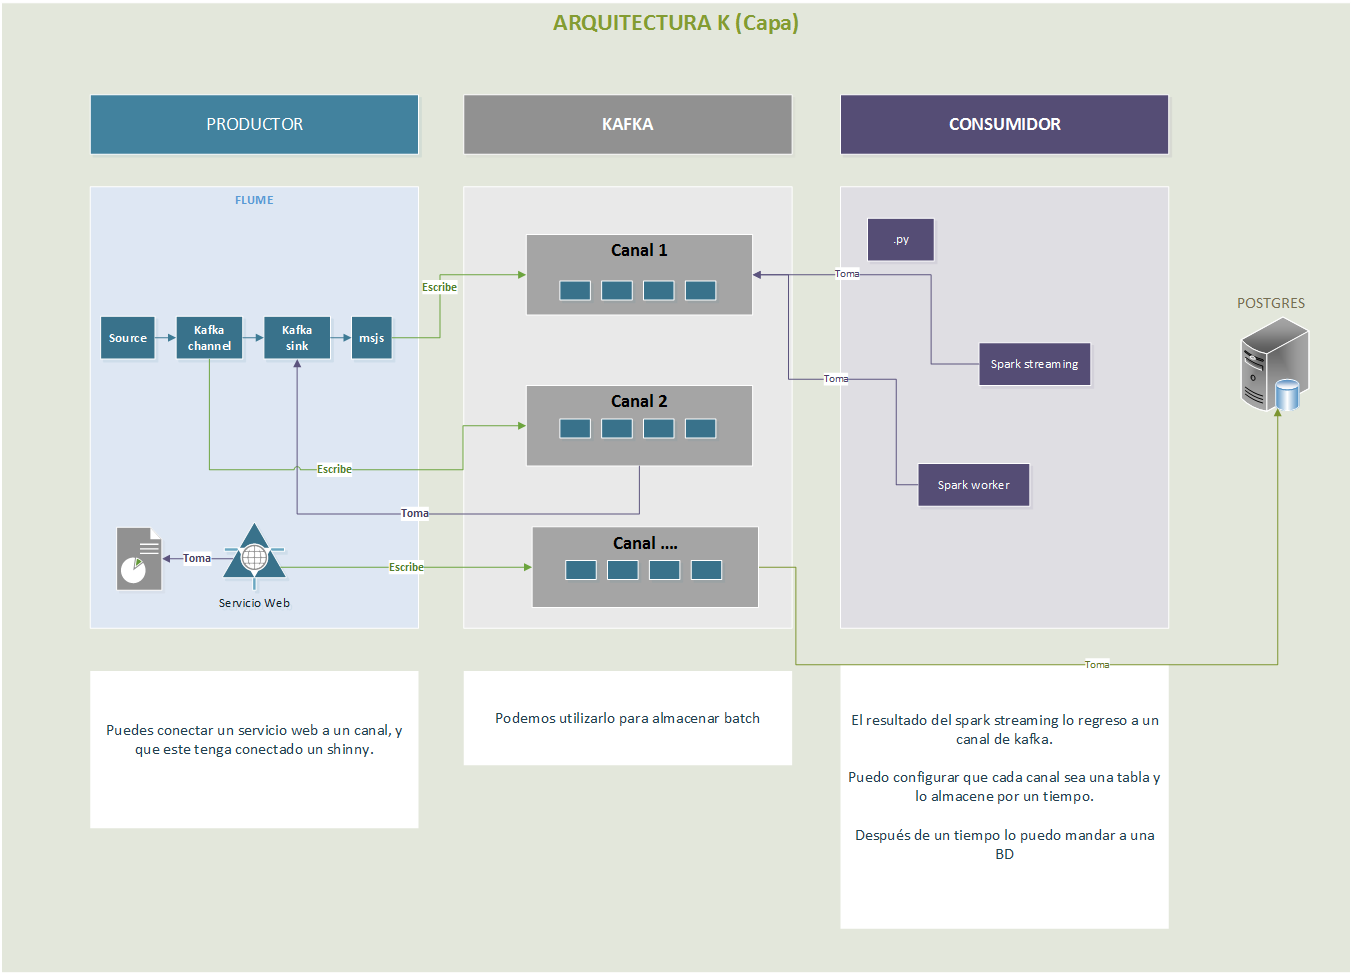 ARQUITECTURA K (Capa)
PRODUCTOR
KAFKA
CONSUMIDOR
FLUME
Source
Kafka
channel
Kafka
sink
msjs
Escribe
Escribe
Toma
Toma
Servicio Web
Escribe
Canal 1
Canal 2
Canal ....
.py
Toma
Spark streaming
Toma
Spark worker
POSTGRES
Toma
Puedes conectar un servicio web a un canal, y
que este tenga conectado un shinny.
Podemos utilizarlo para almacenar batch
El resultado del spark streaming lo regreso a un
canal de kafka.
Puedo configurar que cada canal sea una tabla y
lo almacene por un tiempo.
Después de un tiempo lo puedo mandar a una
BD